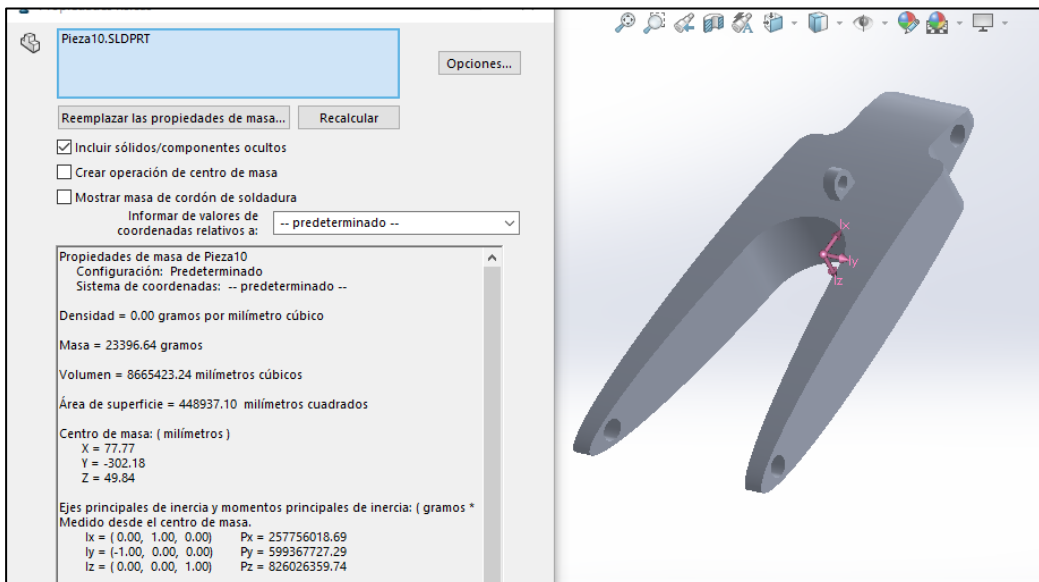 Pieza10.SLDPRT
Opciones...
Reemplazar las propiedades de masa...
Recalcular
Incluir sólidos/componentes ocultos
Crear operación de centro de masa
Mostrar masa de cordón de soldadura
Informar de valores de
coordenadas relativos a:
-- predeterminado --
Propiedades de masa de Pieza10
Configuración: Predeterminado
Sistema de coordenadas: -- predeterminado --
Densidad = 0.00 gramos por milímetro cúbico
Masa = 23396.64 gramos
Volumen = 8665423.24 milímetros cúbicos
Área de superficie = 448937.10 milímetros cuadrados
Centro de masa: ( milímetros )
X = 77.77
Y = -302.18
Z = 49.84
Ejes principales de inercia y momentos principales de inercia: ( gramos *
Medido desde el centro de masa.
Ix = ( 0.00, 1.00, 0.00) Px = 257756018.69
Iy = (-1.00, 0.00, 0.00) Py = 599367727.29
Iz = ( 0.00, 0.00, 1.00) Pz = 826026359.74
Ix
Iy
Iz